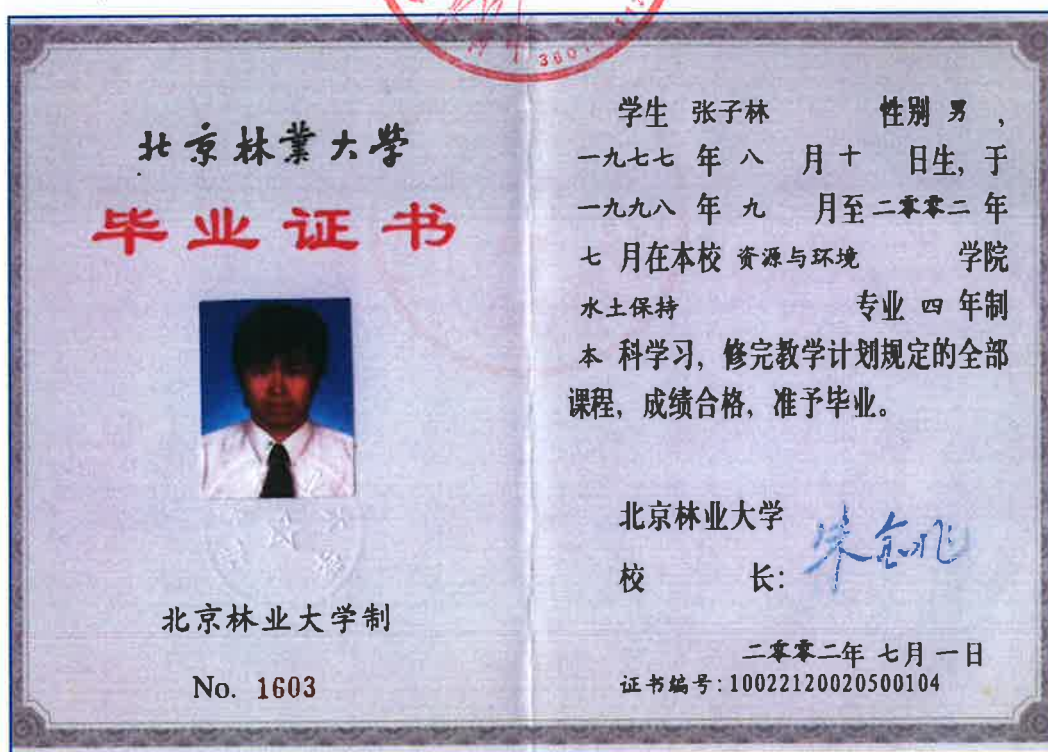 北京林業大学
毕业证书
北京林业大学制
No. 1603
学生 张子林 性别 男 ,
一九七七 年 八 月 十 日生, 于
一九九八 年 九 月至 二零零二 年
七 月在本校 资源与环境 学院
水土保持 专业 四 年制
本 科学习, 修完教学计划规定的全部
课程, 成绩合格, 准予毕业。
北京林业大学
校 长:
二零零二年 七月 一日
证书编号:10022120020500104